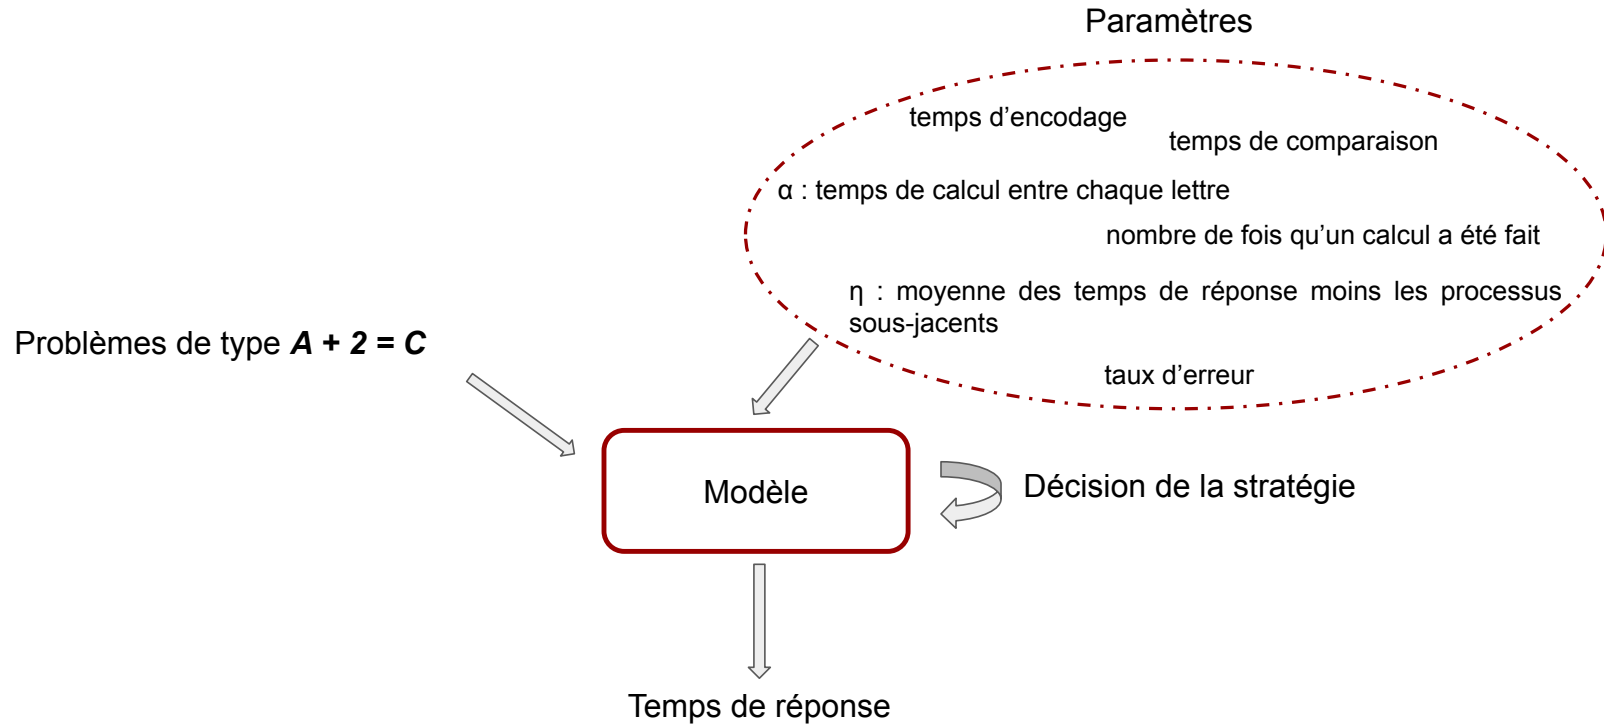 Paramètres
temps d’encodage
temps de comparaison
α : temps de calcul entre chaque lettre
nombre de fois qu’un calcul a été fait
η : moyenne des temps de réponse moins les processus
sous-jacents
Problèmes de type A + 2 = C
taux d’erreur
Modèle
Décision de la stratégie
Temps de réponse